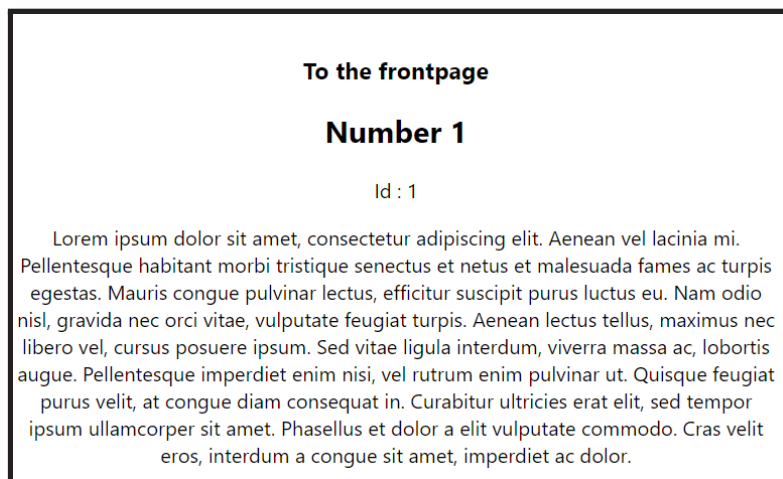 To the frontpage
Number 1
Id : 1
Lorem ipsum dolor sit amet, consectetur adipiscing elit. Aenean vel lacinia mi.
Pellentesque habitant morbi tristique senectus et netus et malesuada fames ac turpis
egestas. Mauris congue pulvinar lectus, efficitur suscipit purus luctus eu. Nam odio
nisl, gravida nec orci vitae, vulputate feugiat turpis. Aenean lectus tellus, maximus nec
libero vel, cursus posuere ipsum. Sed vitae ligula interdum, viverra massa ac, lobortis
augue. Pellentesque imperdiet enim nisi, vel rutrum enim pulvinar ut. Quisque feugiat
purus velit, at congue diam consequat in. Curabitur ultricies erat elit, sed tempor
ipsum ullamcorper sit amet. Phasellus et dolor a elit vulputate commodo. Cras velit
eros, interdum a congue sit amet, imperdiet ac dolor.